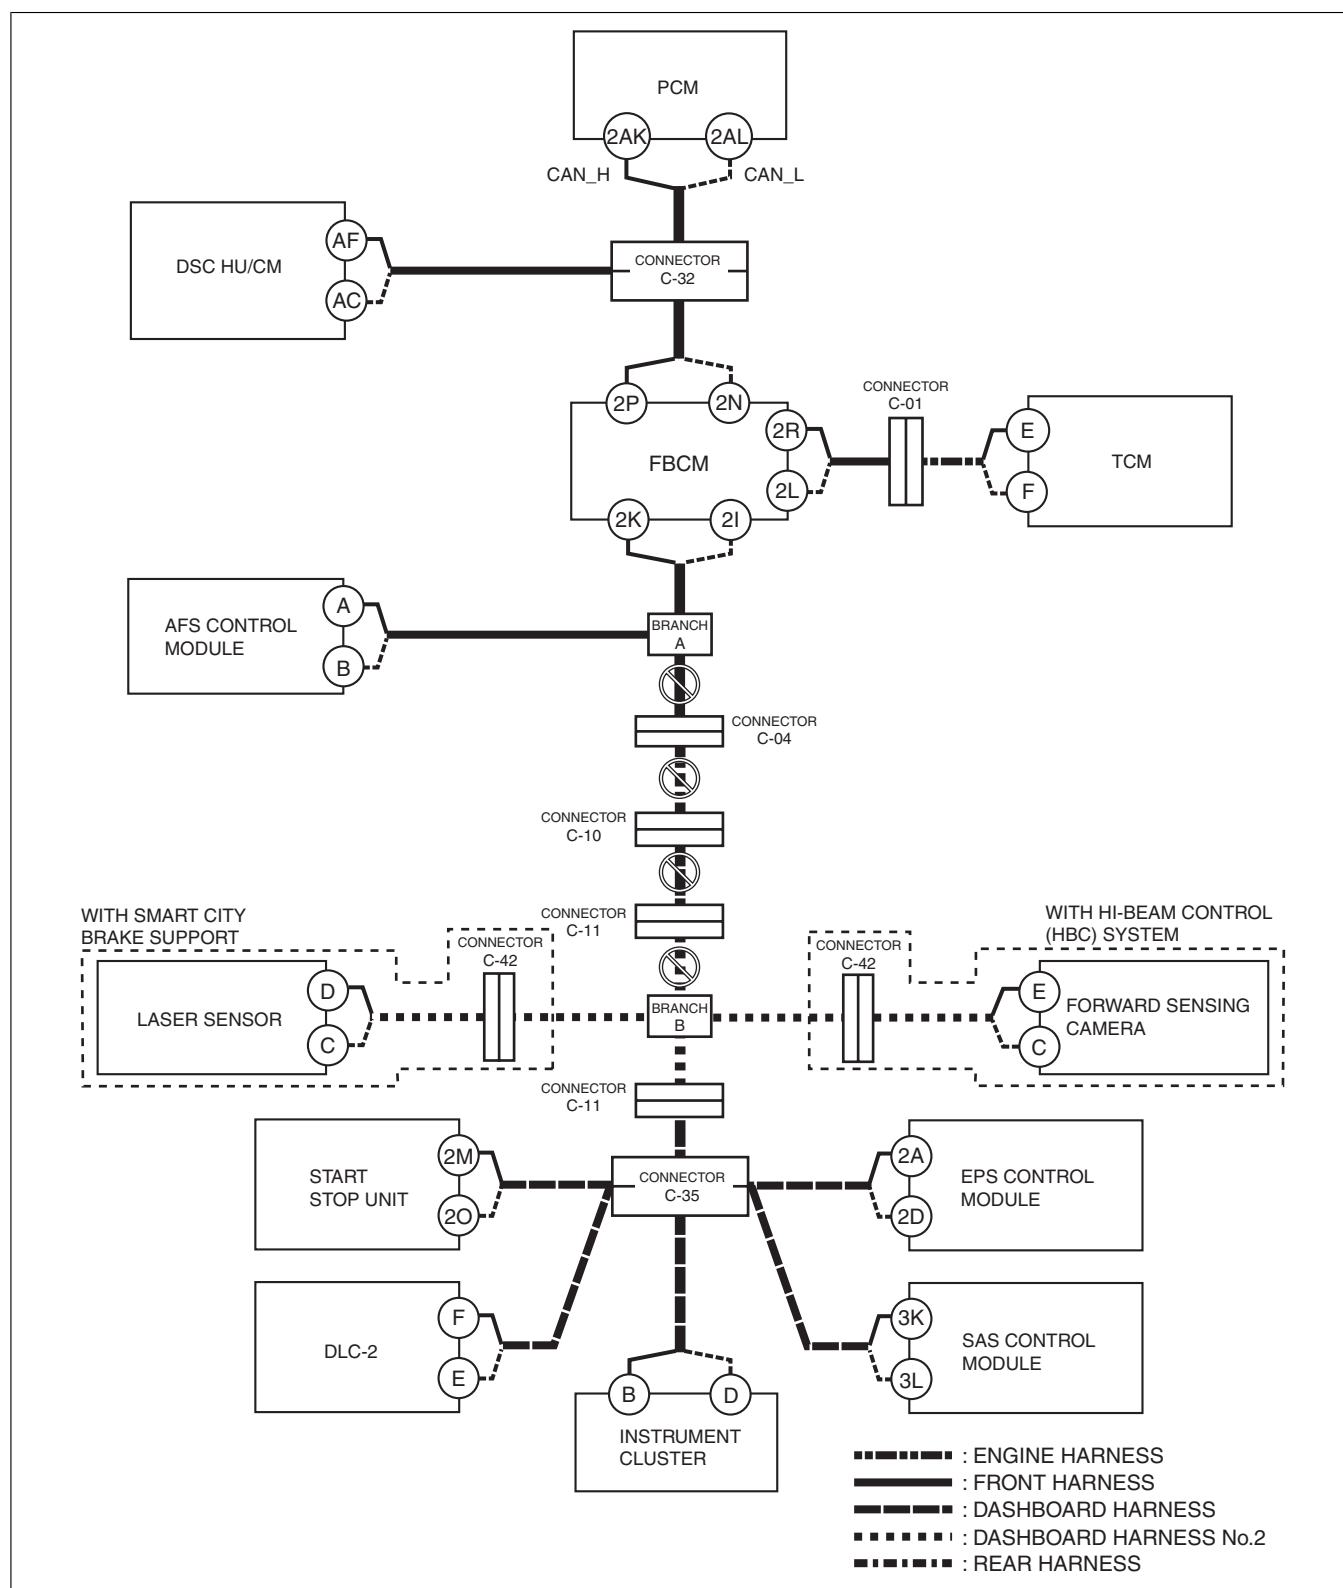 PCM
2AK
2AL
CAN_H
CAN_L
DSC HU/CM
AF
AC
CONNECTOR
C-32
2P
2N
FBCM
2R
2L
2K
2I
CONNECTOR
C-01
E
F
TCM
AFS CONTROL
MODULE
A
B
BRANCH
A
CONNECTOR
C-04
CONNECTOR
C-10
CONNECTOR
C-11
WITH SMART CITY
BRAKE SUPPORT
CONNECTOR
C-42
LASER SENSOR
D
C
BRANCH
B
WITH HI-BEAM CONTROL
(HBC) SYSTEM
CONNECTOR
C-42
E
C
FORWARD SENSING
CAMERA
CONNECTOR
C-11
START
STOP UNIT
2M
2O
CONNECTOR
C-35
2A
2D
EPS CONTROL
MODULE
DLC-2
F
E
3K
3L
SAS CONTROL
MODULE
B
D
INSTRUMENT
CLUSTER
: ENGINE HARNESS
: FRONT HARNESS
: DASHBOARD HARNESS
: DASHBOARD HARNESS No.2
: REAR HARNESS